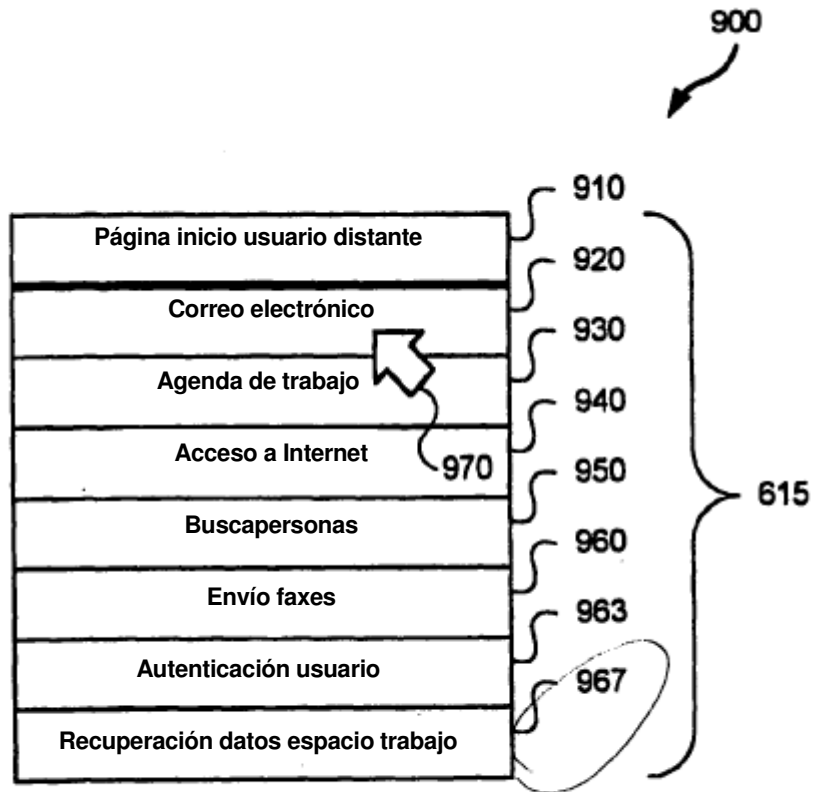 900
910
Página inicio usuario distante
920
Correo electrónico
930
Agenda de trabajo
940
Acceso a Internet
970
950
615
Buscapersonas
960
Envío faxes
963
Autenticación usuario
967
Recuperación datos espacio trabajo